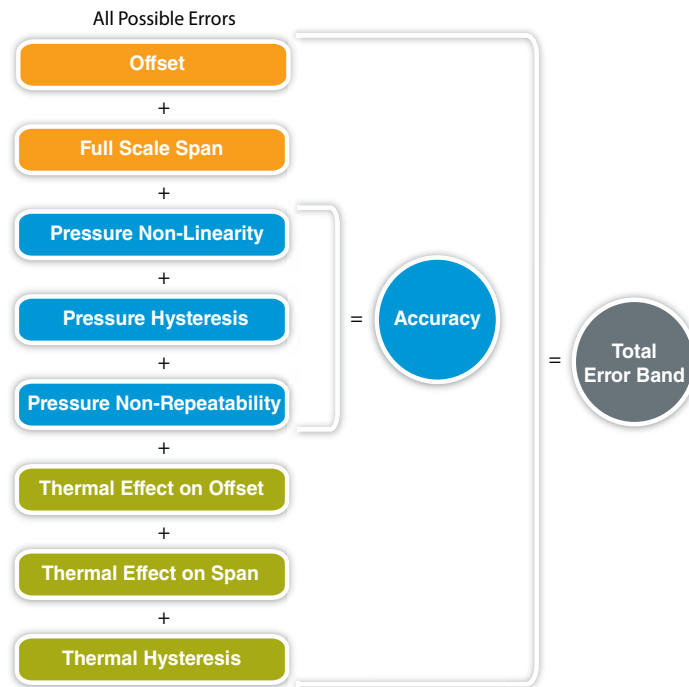 All Possible Errors
Offset
+
Full Scale Span
+
Pressure Non-Linearity
+
Pressure Hysteresis
+
Pressure Non-Repeatability
+
Thermal Effect on Offset
+
Thermal Effect on Span
+
Thermal Hysteresis
=
Accuracy
=
Total
Error Band